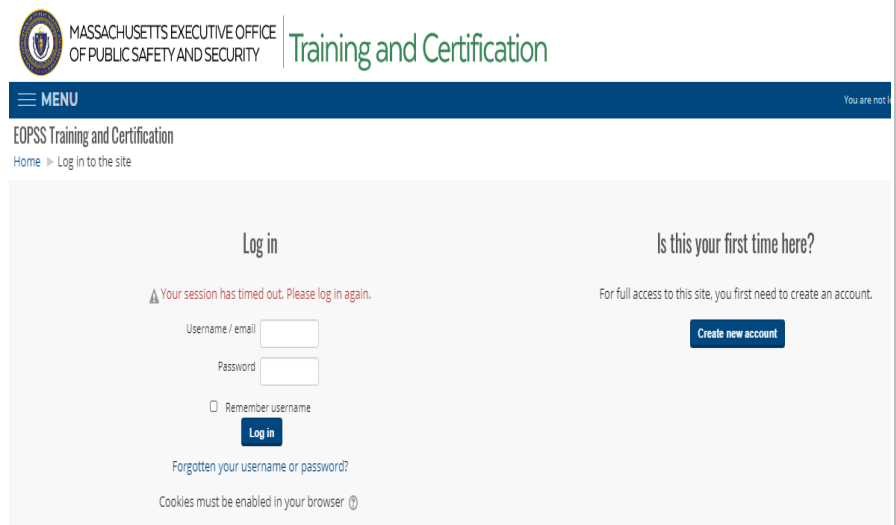 MASSACHUSETTS EXECUTIVE OFFICE
OF PUBLIC SAFETY AND SECURITY
Training and Certification
MENU
You are not
EOPSS Training and Certification
Home ▶ Log in to the site
Log in
Your session has timed out. Please log in again.
Username / email
Password
Remember username
Log in
Forgotten your username or password?
Cookies must be enabled in your browser
Is this your first time here?
For full access to this site, you first need to create an account.
Create new account